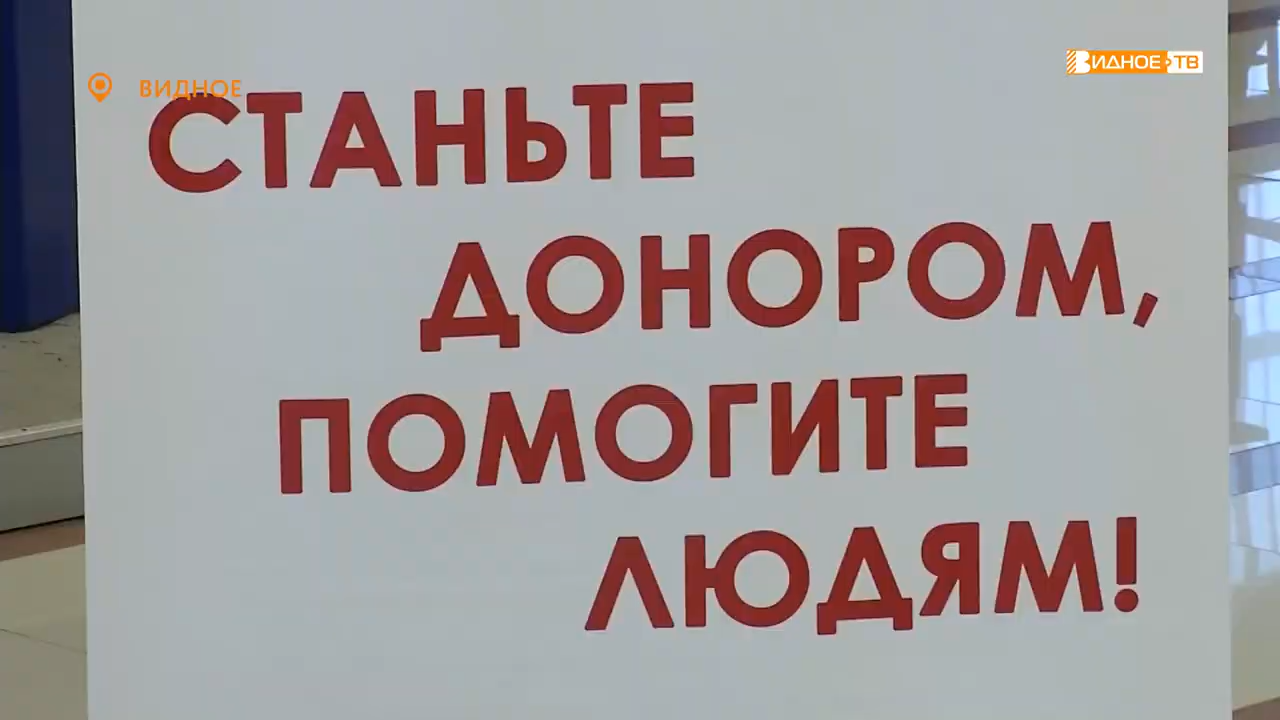 ВИДНОЕ
ВИДНОЕ ТВ
СТАНЬТЕ
ДОНОРОМ,
ПОМОГИТЕ
ЛЮДЯМ!